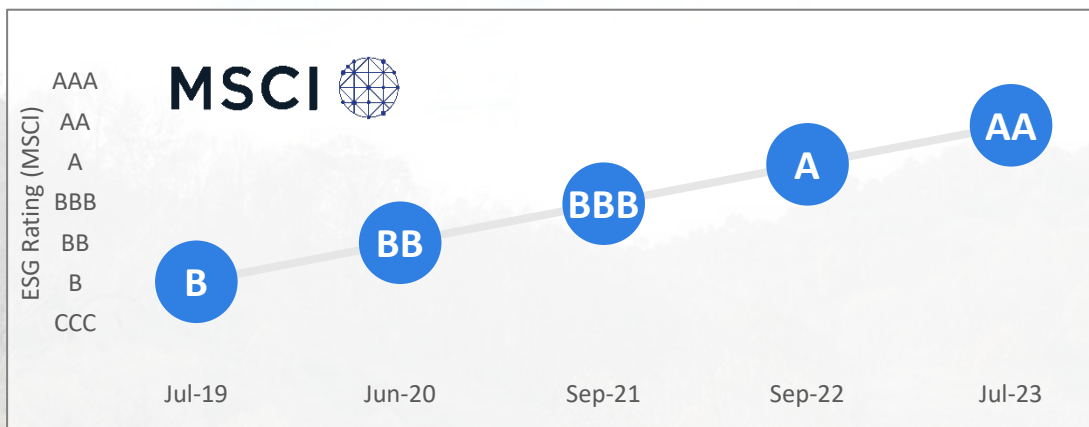 MSCI
ESG Rating (MSCI)
AAA
AA
A
BBB
BB
B
CCC
B
BB
BBB
A
AA
Jul-19
Jun-20
Sep-21
Sep-22
Jul-23